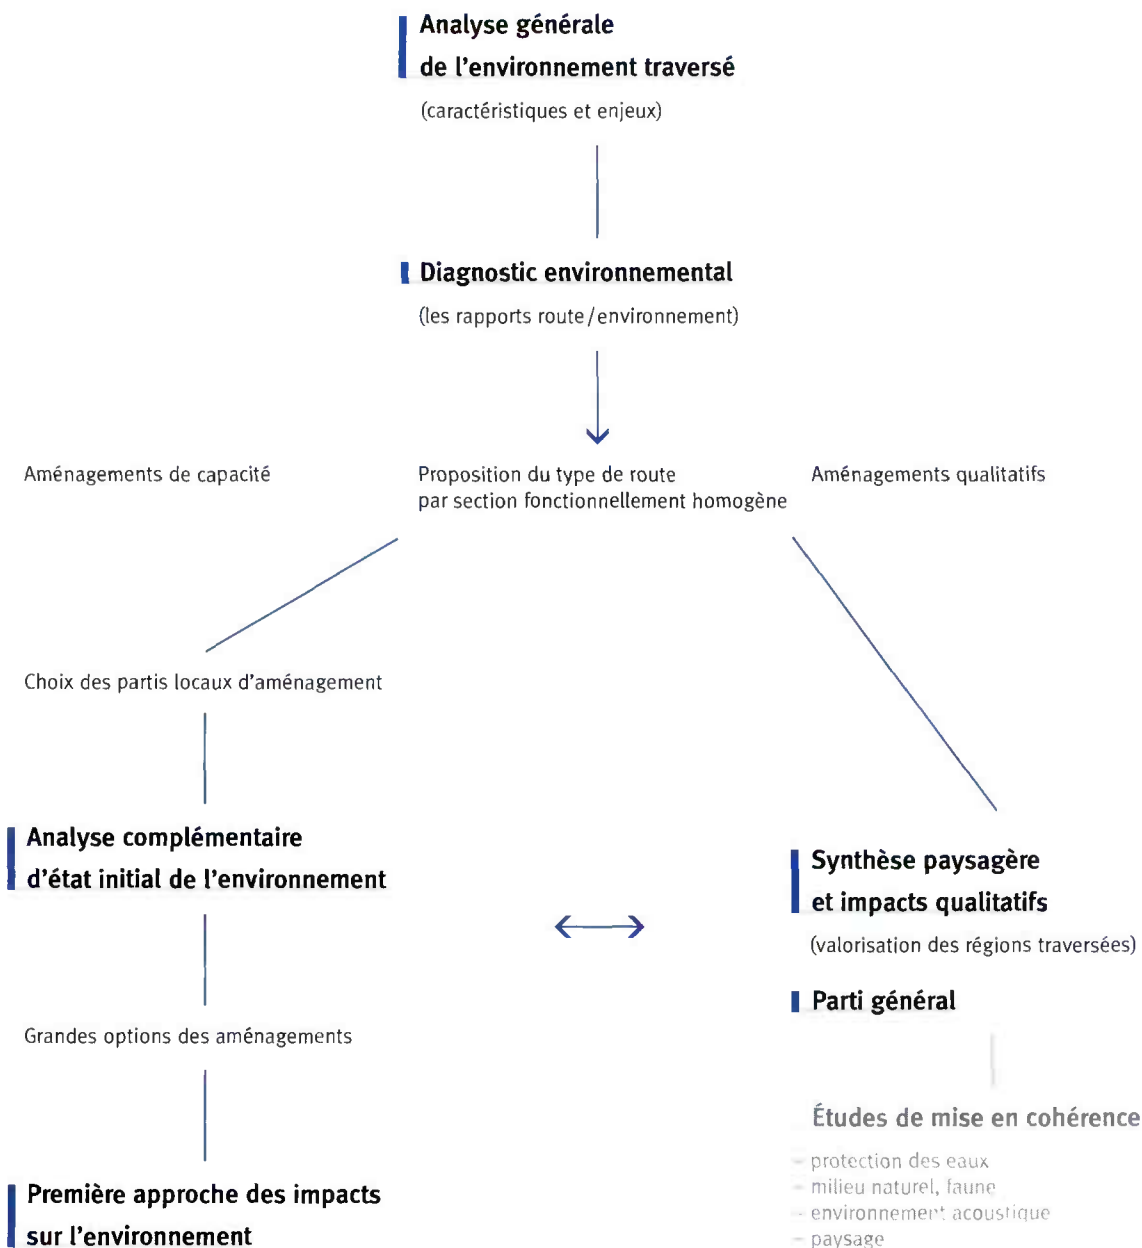 Analyse générale
de l’environnement traversé
(caractéristiques et enjeux)
Diagnostic environnemental
(les rapports route/environnement)
Aménagements de capacité
Proposition du type de route
par section fonctionnellement homogène
Aménagements qualitatifs
Choix des partis locaux d’aménagement
Analyse complémentaire
d’état initial de l’environnement
Synthèse paysagère
et impacts qualitatifs
(valorisation des régions traversées)
Parti général
Grandes options des aménagements
Études de mise en cohérence
– protection des eaux
– milieu naturel, faune
– environnement acoustique
– paysage
Première approche des impacts
sur l’environnement